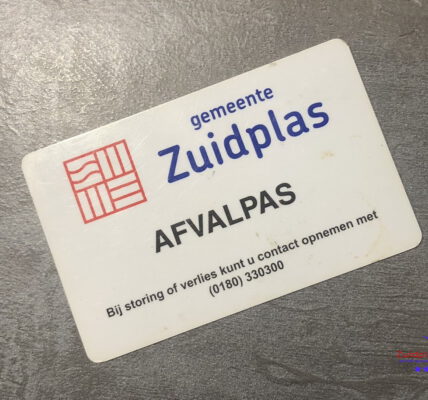 gemeente
Zuidplas
AFVALPAS
Bij storing of verlies kunt u contact opnemen met
(0180) 330300